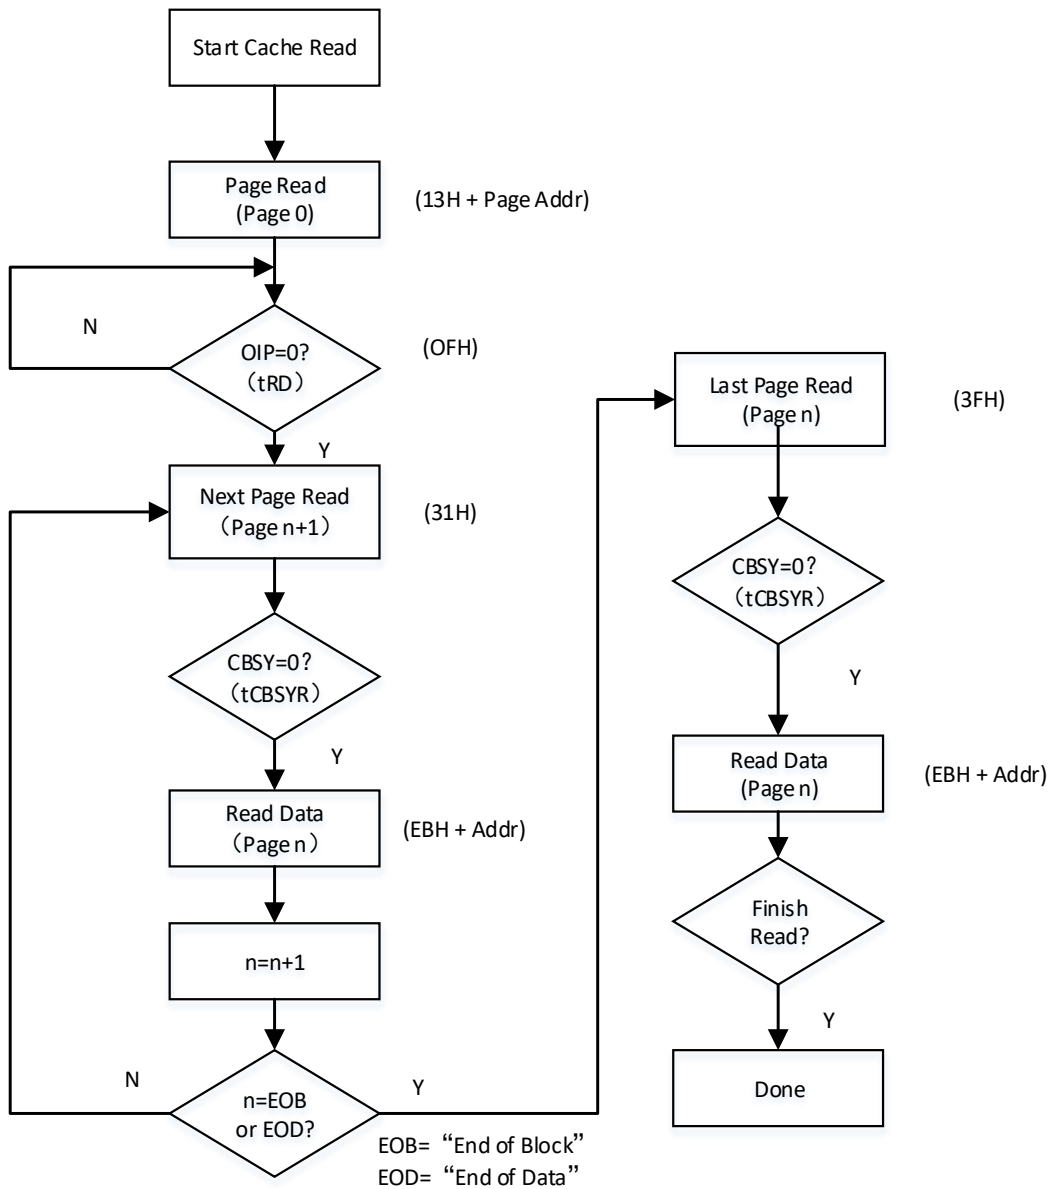 Start Cache Read
Page Read
(Page 0)
(13H + Page Addr)
N
OIP=0?
（tRD）
(OFH)
Y
Next Page Read
（Page n+1）
(31H)
CBSY=0？
（tCBSYR）
Y
Read Data
（Page n）
(EBH + Addr)
n=n+1
N
n=EOB
or EOD?
Y
EOB= “End of Block”
EOD= “End of Data”
Last Page Read
(Page n)
(3FH)
CBSY=0？
（tCBSYR）
Y
Read Data
(Page n)
(EBH + Addr)
Finish
Read?
Y
Done